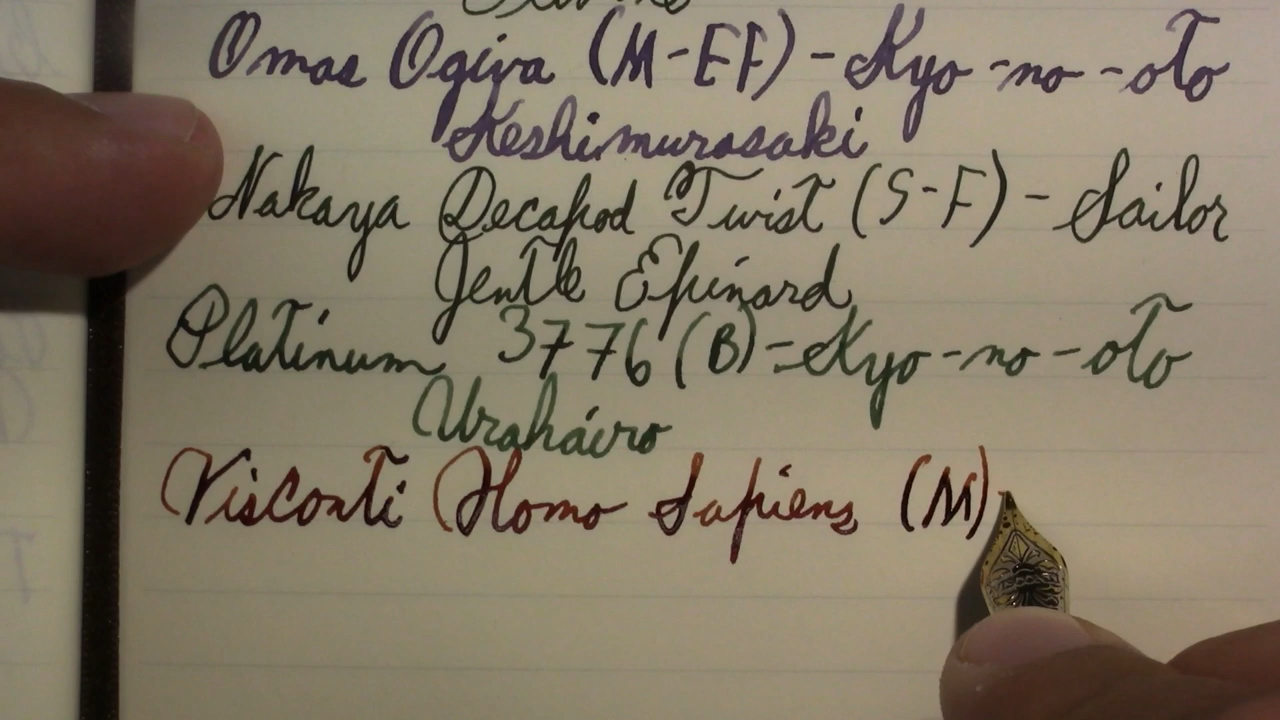 Omas Ogiva (M-EF) - Kyo-no-oto
Keshimurasaki
Nakaya Decapod Twist (S-F) - Sailor
Jentle Epinard
Platinum 3776 (B) - Kyo-no-oto
Urahairo
Visconti Homo Sapiens (M)